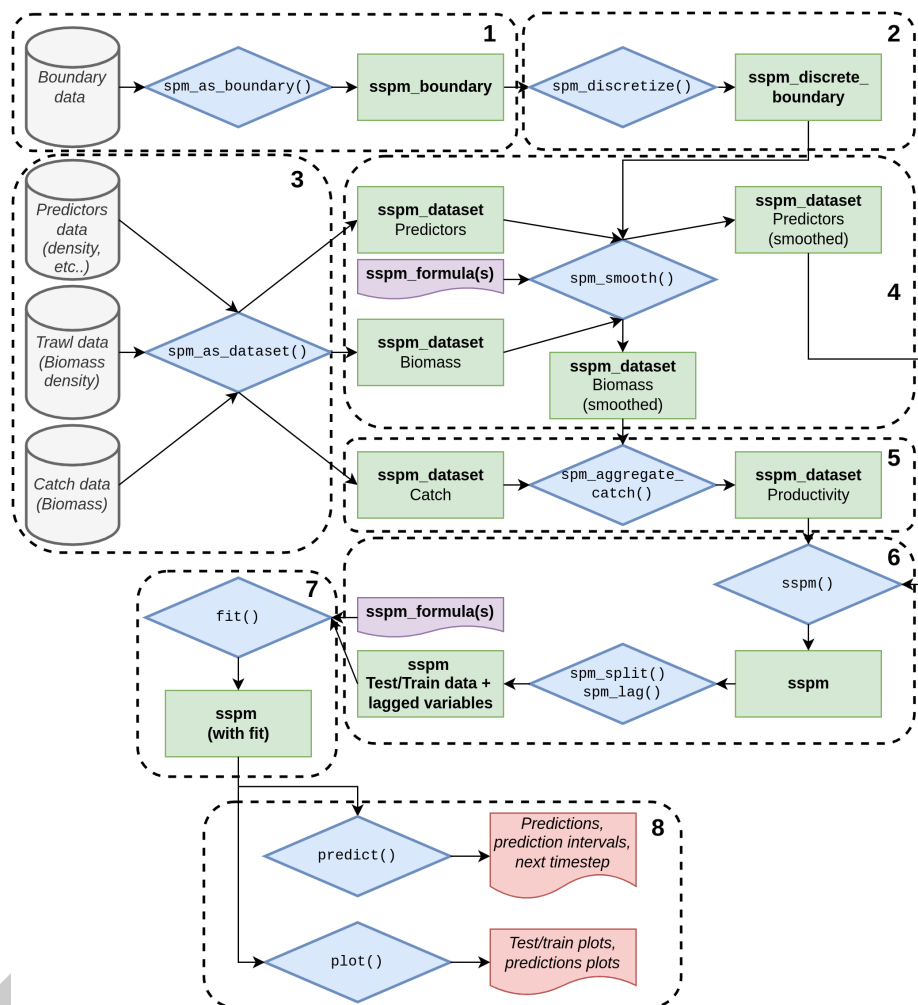 1
Boundary
data
spm_as_boundary()
sspm_boundary
2
spm_discretize()
sspm_discrete_
boundary
3
Predictors
data
(density,
etc..)
Trawl data
(Biomass
density)
Catch data
(Biomass)
spm_as_dataset()
4
sspm_dataset
Predictors
sspm_formula(s)
sspm_dataset
Biomass
spm_smooth()
sspm_dataset
Predictors
(smoothed)
sspm_dataset
Biomass
(smoothed)
5
sspm_dataset
Catch
spm_aggregate_
catch()
sspm_dataset
Productivity
6
sspm()
sspm
spm_split()
spm_lag()
sspm_formula(s)
sspm
Test/Train data +
lagged variables
7
fit()
sspm
(with fit)
8
predict()
Predictions,
prediction intervals,
next timestep
plot()
Test/train plots,
predictions plots